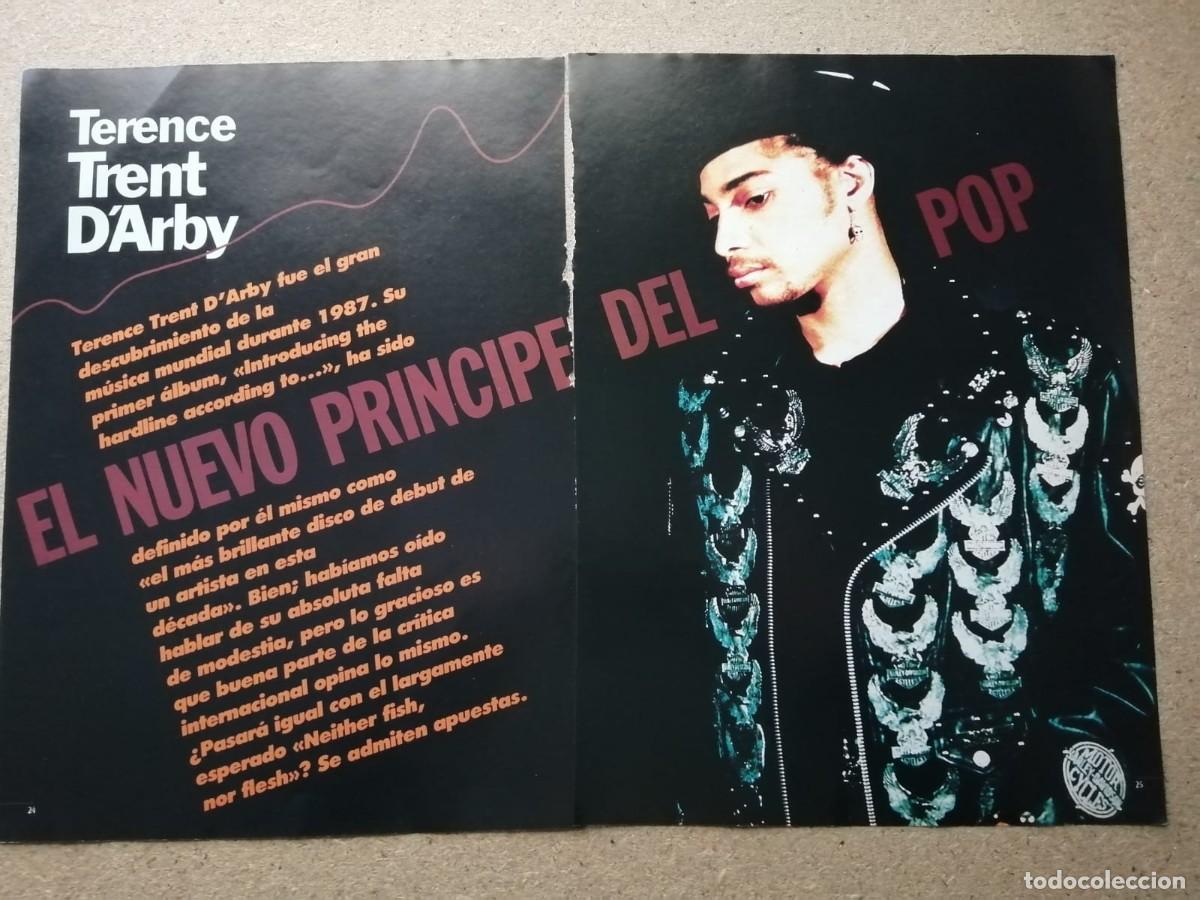 Terence
Trent
D'Arby
Terence Trent D'Arby fue el gran
descubrimiento de la
música mundial durante 1987. Su
primer álbum, «Introducing the
hardline according to...», ha sido
EL NUEVO PRINCIPE DEL POP
definido por él mismo como
«el más brillante disco de debut de
un artista en esta
década». Bien; habíamos oído
hablar de su absoluta falta
de modestia, pero lo gracioso es
que buena parte de la crítica
internacional opina lo mismo.
¿Pasará igual con el largamente
esperado «Neither fish,
nor flesh»? Se admiten apuestas.
24
25
MOTOR
CYCLES
todocoleccion